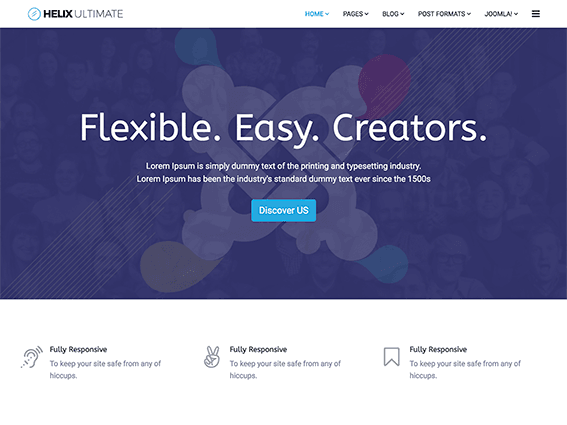 HELIX ULTIMATE
HOME PAGES BLOG POST FORMATS JOOMLA!
Flexible. Easy. Creators.
Lorem Ipsum is simply dummy text of the printing and typesetting industry.
Lorem Ipsum has been the industry's standard dummy text ever since the 1500s
Discover US
Fully Responsive
To keep your site safe from any of
hiccups.
Fully Responsive
To keep your site safe from any of
hiccups.
Fully Responsive
To keep your site safe from any of
hiccups.